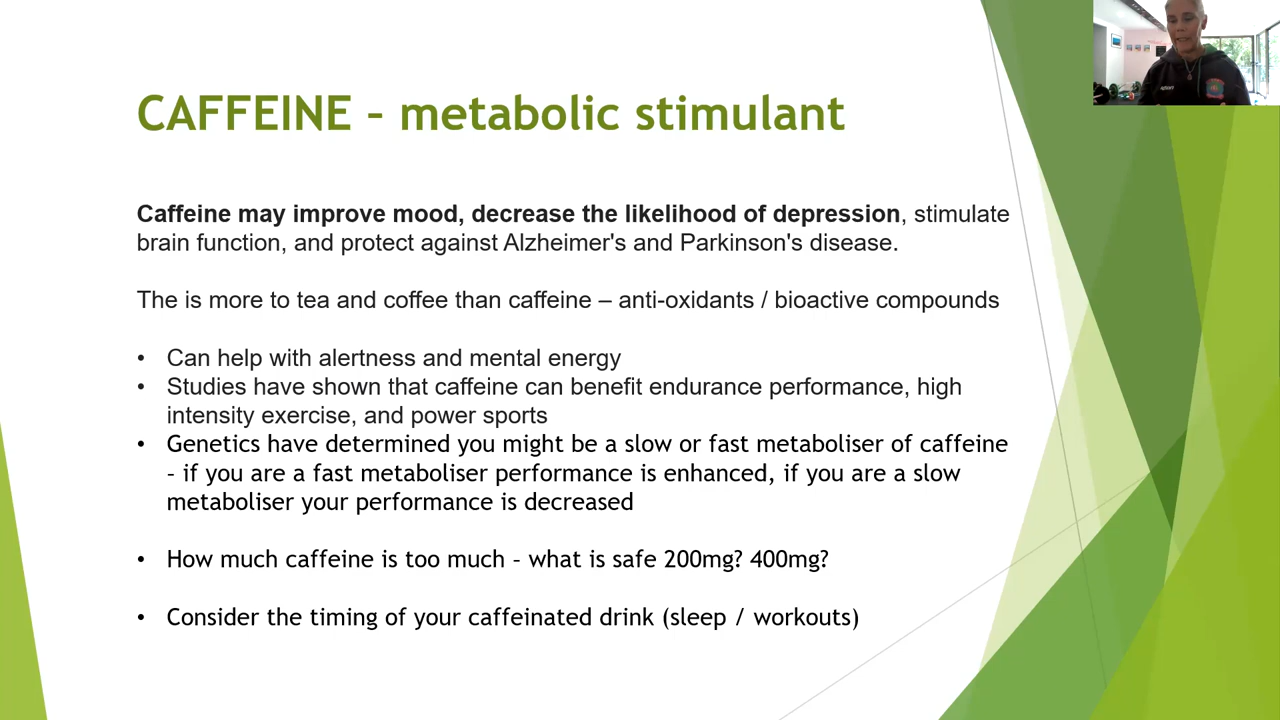 CAFFEINE – metabolic stimulant
Caffeine may improve mood, decrease the likelihood of depression, stimulate
brain function, and protect against Alzheimer's and Parkinson's disease.
The is more to tea and coffee than caffeine – anti-oxidants / bioactive compounds
• Can help with alertness and mental energy
• Studies have shown that caffeine can benefit endurance performance, high
intensity exercise, and power sports
• Genetics have determined you might be a slow or fast metaboliser of caffeine
– if you are a fast metaboliser performance is enhanced, if you are a slow
metaboliser your performance is decreased
• How much caffeine is too much – what is safe 200mg? 400mg?
• Consider the timing of your caffeinated drink (sleep / workouts)